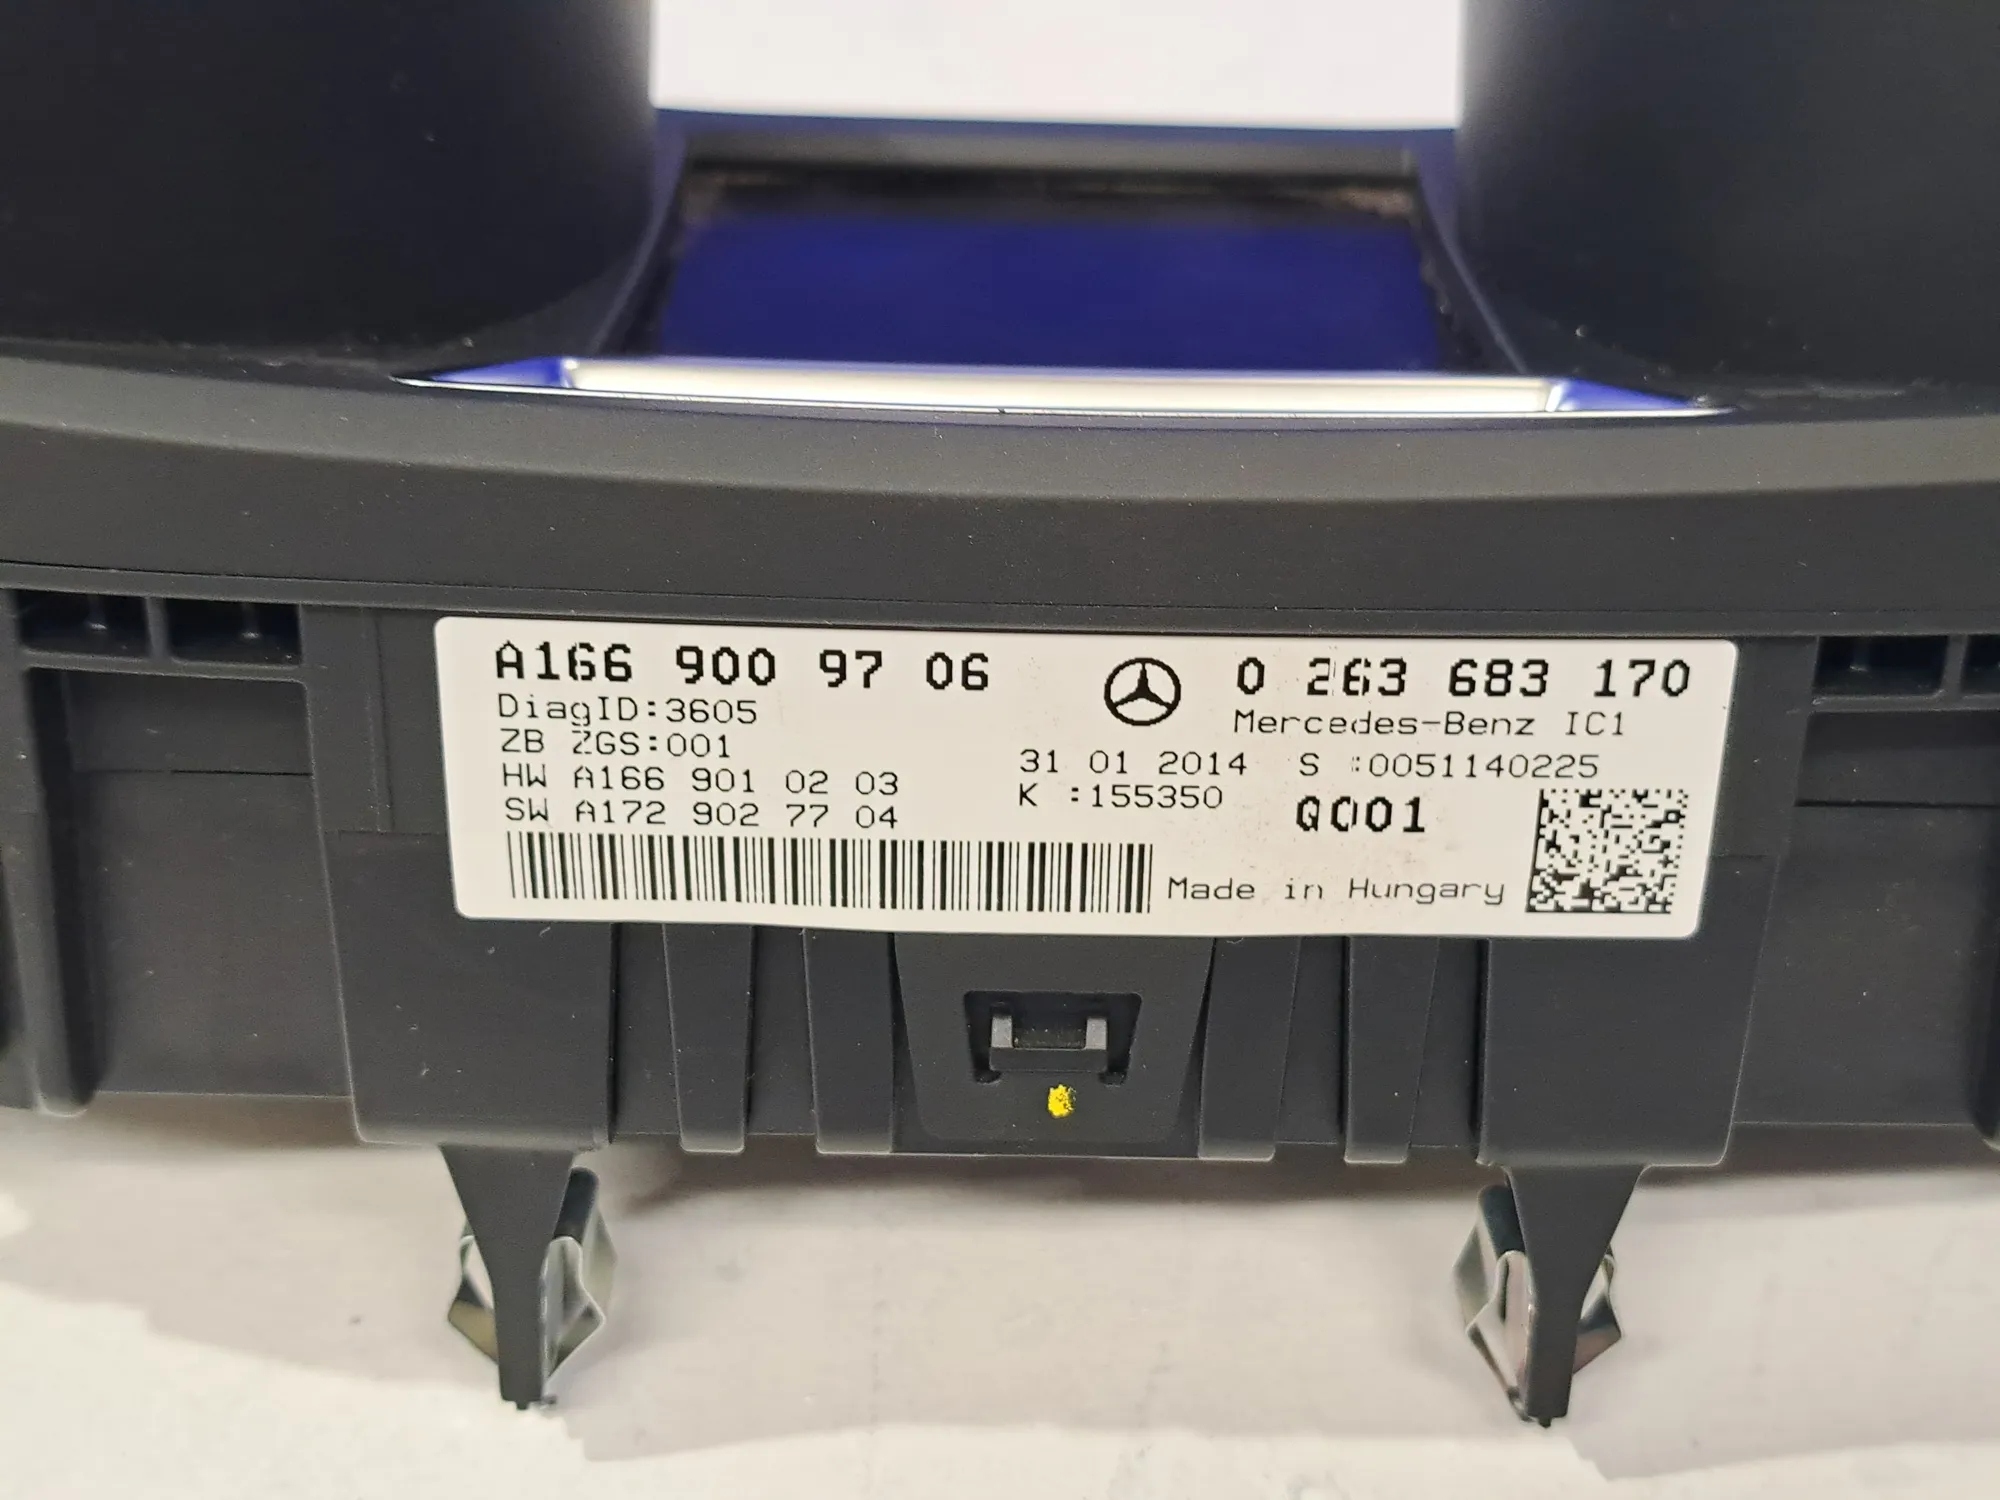 A166 900 97 06
DiagID:3605
ZB ZGS:001
HW A166 901 02 03
SW A172 902 77 04
0 263 683 170
Mercedes-Benz IC1
31 01 2014 S :0051140225
K :155350
Q001
Made in Hungary